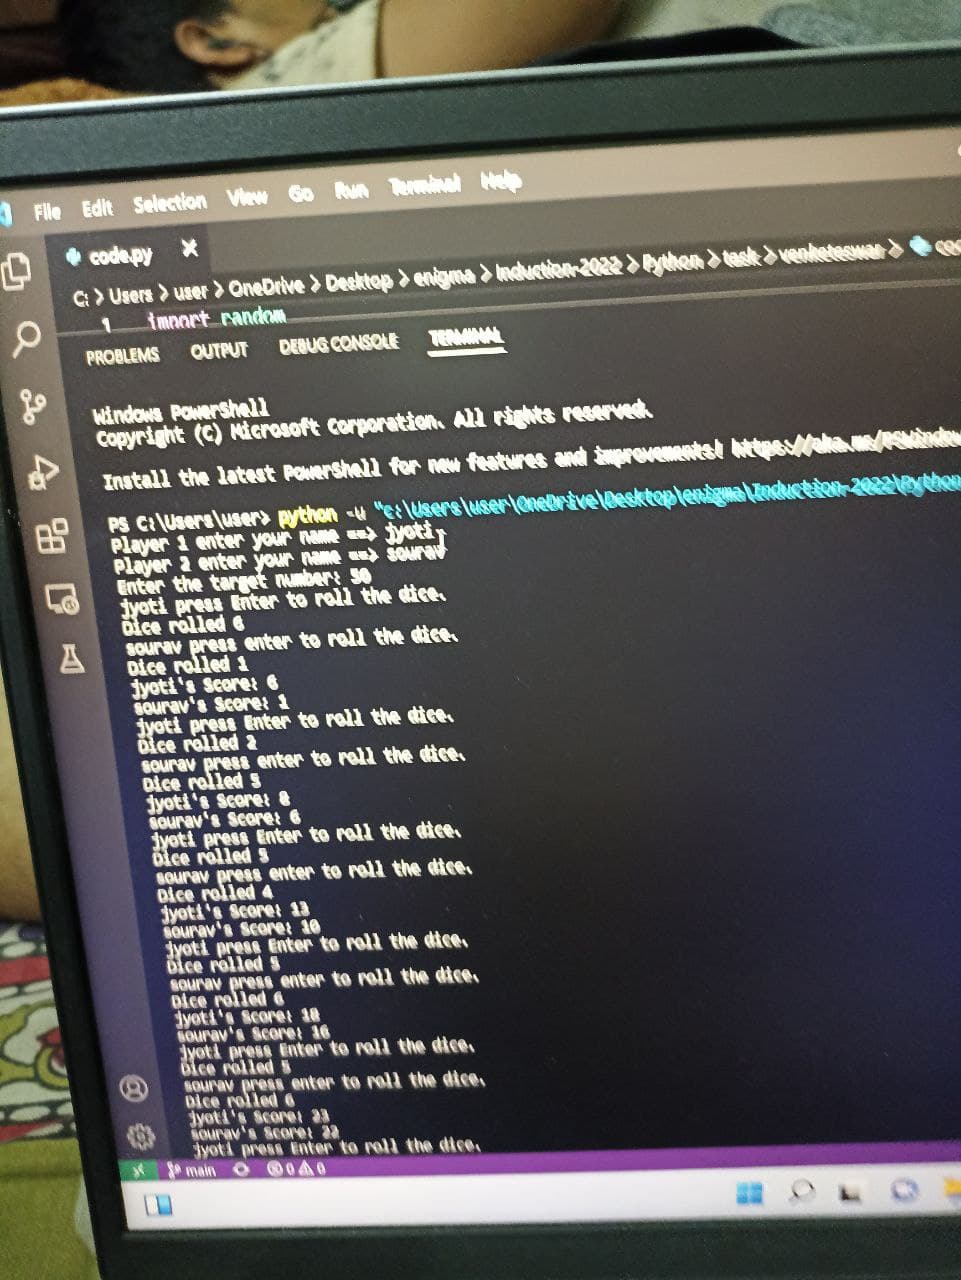 File Edit Selection View Go Run Terminal Help
code.py
C: > Users > user > OneDrive > Desktop > enigma > Induction-2022 > Python > task > venketeswar >
1 import random
PROBLEMS OUTPUT DEBUG CONSOLE TERMINAL
Windows PowerShell
Copyright (C) Microsoft Corporation. All rights reserved.
Install the latest PowerShell for new features and improvements! https://aka.ms/PSWindow
PS C:\Users\user> python -u "c:\Users\user\OneDrive\Desktop\enigma\Induction-2022\Python
Player 1 enter your name ==> jyoti
Player 2 enter your name ==> sourav
Enter the target number: 50
jyoti press Enter to roll the dice.
Dice rolled 6
sourav press enter to roll the dice.
Dice rolled 1
jyoti's Score: 6
sourav's Score: 1
jyoti press Enter to roll the dice.
Dice rolled 2
sourav press enter to roll the dice.
Dice rolled 5
jyoti's Score: 8
sourav's Score: 6
jyoti press Enter to roll the dice.
Dice rolled 5
sourav press enter to roll the dice.
Dice rolled 4
jyoti's Score: 13
sourav's Score: 10
jyoti press Enter to roll the dice.
Dice rolled 5
sourav press enter to roll the dice.
Dice rolled 6
jyoti's Score: 18
sourav's Score: 16
jyoti press Enter to roll the dice.
Dice rolled 5
sourav press enter to roll the dice.
Dice rolled 6
jyoti's Score: 23
sourav's Score: 22
jyoti press Enter to roll the dice.
main 0 0